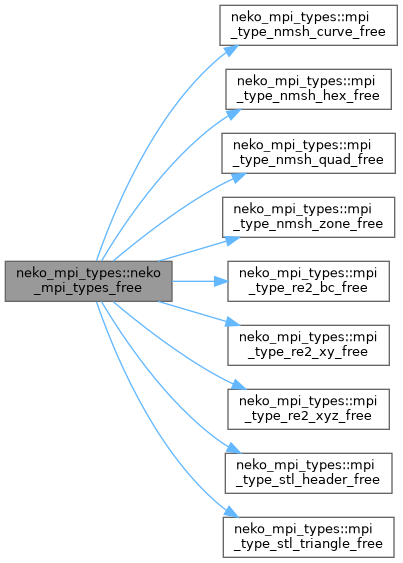 neko_mpi_types::mpi
_type_nmsh_curve_free
neko_mpi_types::mpi
_type_nmsh_hex_free
neko_mpi_types::mpi
_type_nmsh_quad_free
neko_mpi_types::mpi
_type_nmsh_zone_free
neko_mpi_types::neko
_mpi_types_free
neko_mpi_types::mpi
_type_re2_bc_free
neko_mpi_types::mpi
_type_re2_xy_free
neko_mpi_types::mpi
_type_re2_xyz_free
neko_mpi_types::mpi
_type_stl_header_free
neko_mpi_types::mpi
_type_stl_triangle_free